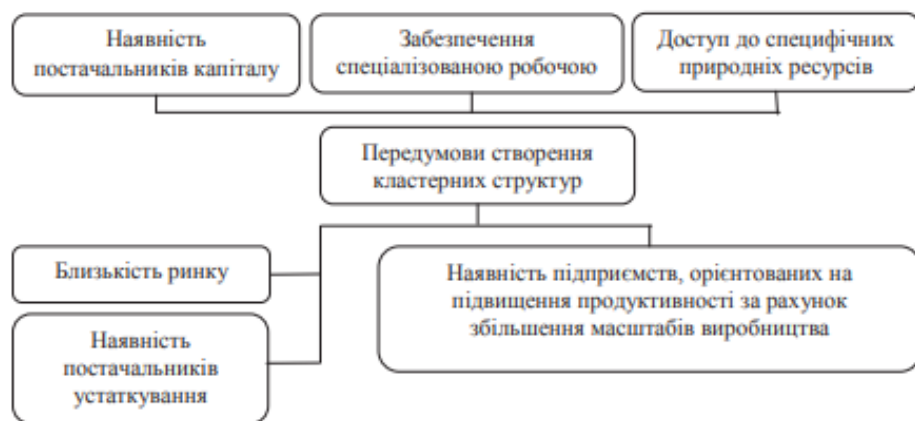 Наявність
постачальників капіталу
Забезпечення
спеціалізованою робочою
Доступ до специфічних
природніх ресурсів
Передумови створення
кластерних структур
Близькість ринку
Наявність
постачальників
устаткування
Наявність підприємств, орієнтованих на
підвищення продуктивності за рахунок
збільшення масштабів виробництва